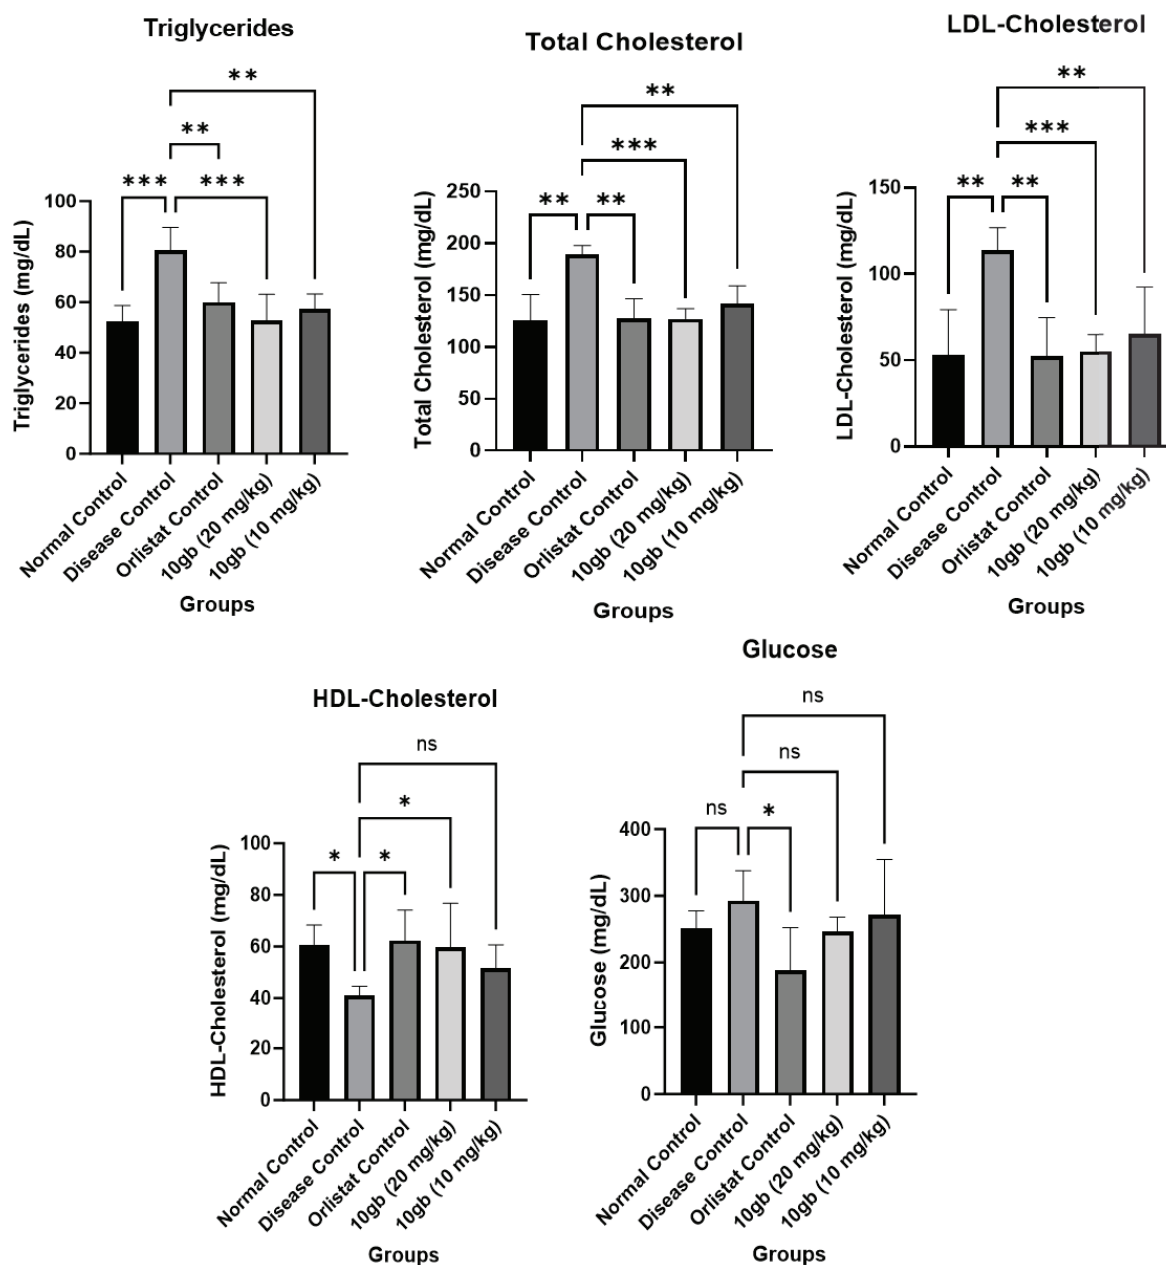 Triglycerides
**
**
***
***
Triglycerides (mg/dL)
100
80
60
40
20
0
Normal Control
Disease Control
Orlistat Control
10gb (20 mg/kg)
10gb (10 mg/kg)
Groups
Total Cholesterol
**
***
**
**
Total Cholesterol (mg/dL)
250
200
150
100
50
0
Normal Control
Disease Control
Orlistat Control
10gb (20 mg/kg)
10gb (10 mg/kg)
Groups
LDL-Cholesterol
**
***
**
**
LDL-Cholesterol (mg/dL)
150
100
50
0
Normal Control
Disease Control
Orlistat Control
10gb (20 mg/kg)
10gb (10 mg/kg)
Groups
HDL-Cholesterol
ns
*
*
*
HDL-Cholesterol (mg/dL)
100
80
60
40
20
0
Normal Control
Disease Control
Orlistat Control
10gb (20 mg/kg)
10gb (10 mg/kg)
Groups
Glucose
ns
ns
ns
*
Glucose (mg/dL)
400
300
200
100
0
Normal Control
Disease Control
Orlistat Control
10gb (20 mg/kg)
10gb (10 mg/kg)
Groups